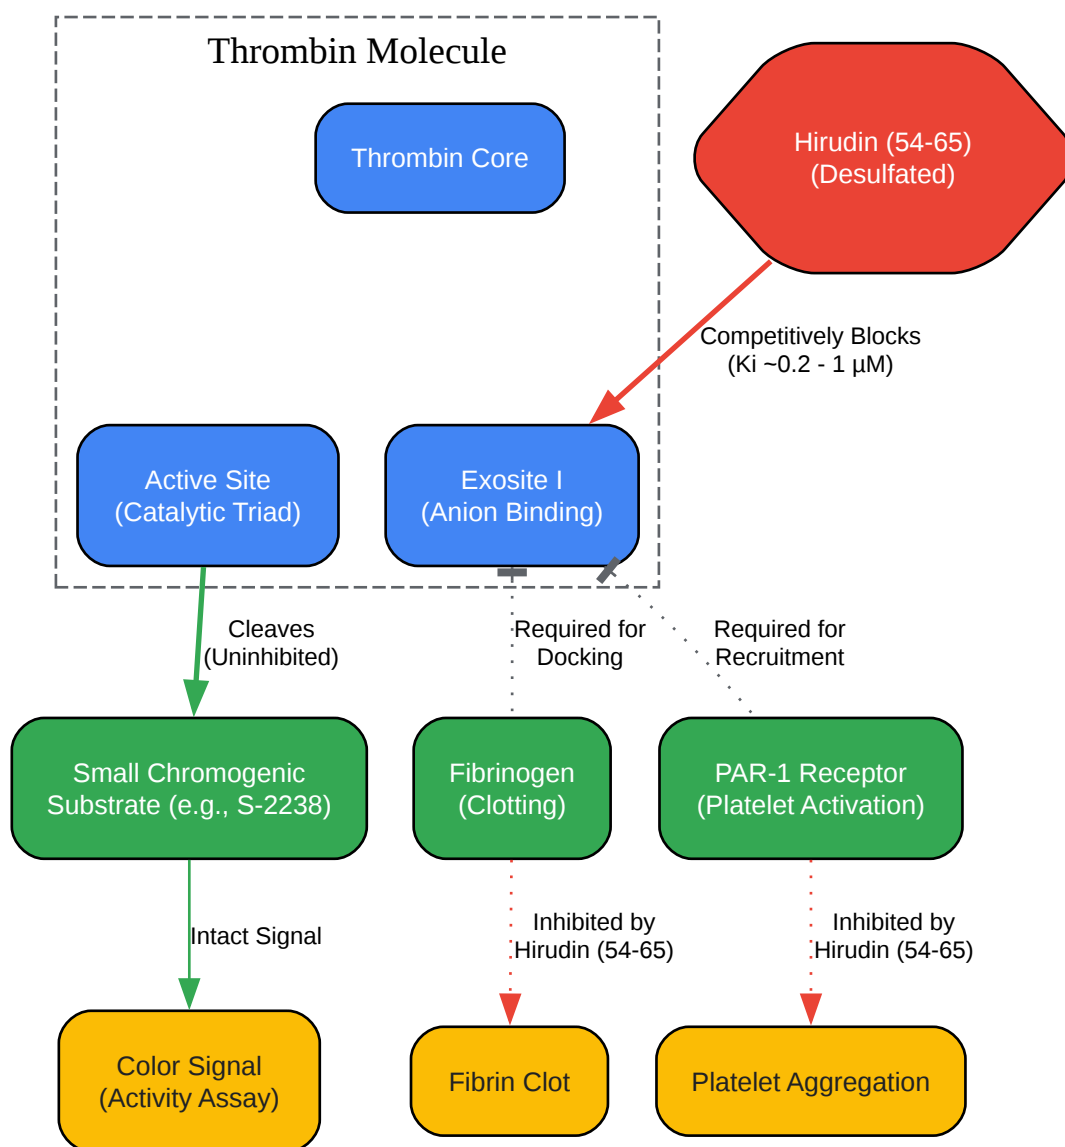 Thrombin Molecule
Thrombin Core
Hirudin (54-65)
(Desulfated)
Competitively Blocks
(Ki ~0.2 - 1 µM)
Active Site
(Catalytic Triad)
Exosite I
(Anion Binding)
Cleaves
(Uninhibited)
Required for
Docking
Required for
Recruitment
Small Chromogenic
Substrate (e.g., S-2238)
Fibrinogen
(Clotting)
PAR-1 Receptor
(Platelet Activation)
Intact Signal
Inhibited by
Hirudin (54-65)
Inhibited by
Hirudin (54-65)
Color Signal
(Activity Assay)
Fibrin Clot
Platelet Aggregation